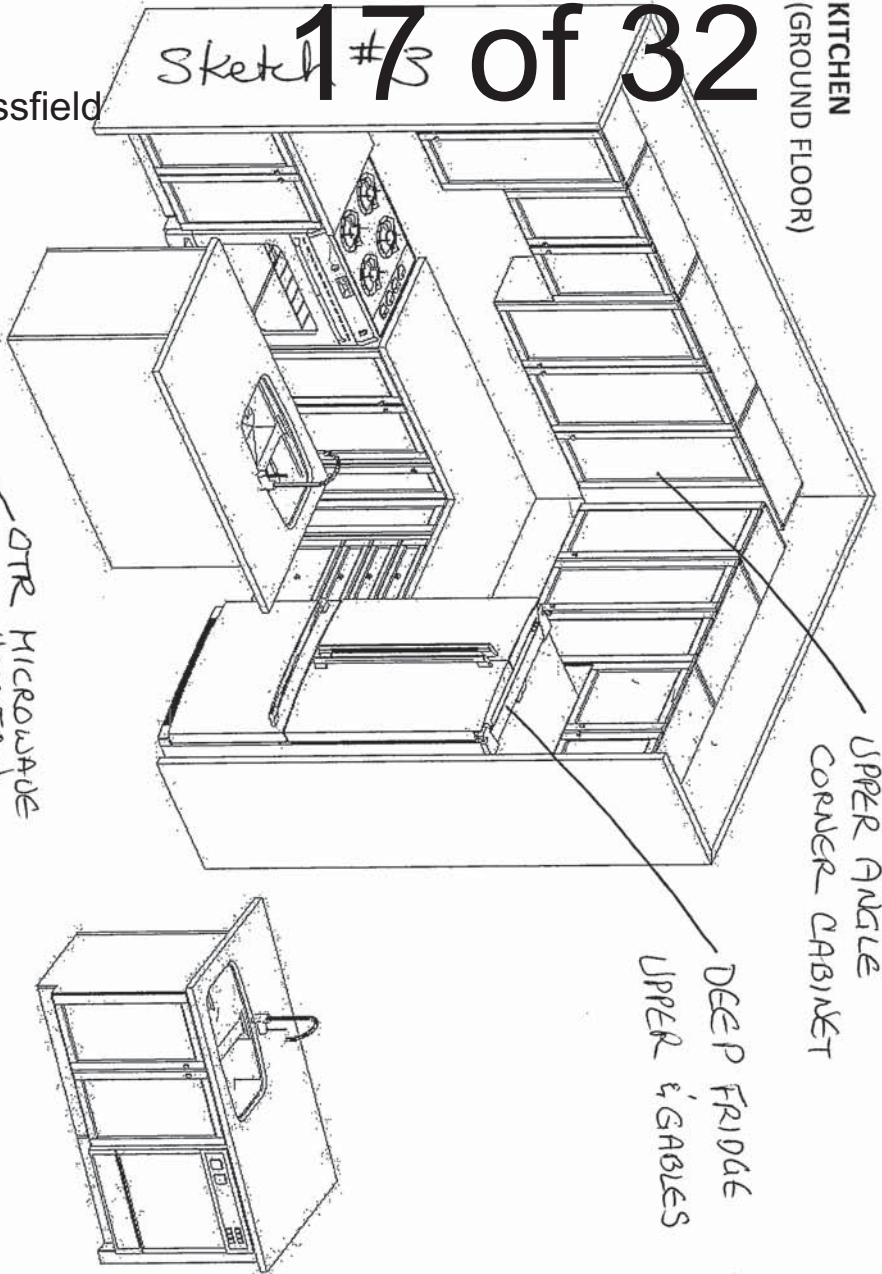 17 of 32
Sketch #3
ssfield
KITCHEN
(GROUND FLOOR)
UPPER ANGLE
CORNER CABINET
DEEP FRIDGE
UPPER & GABLES
OTR MICROWAVE